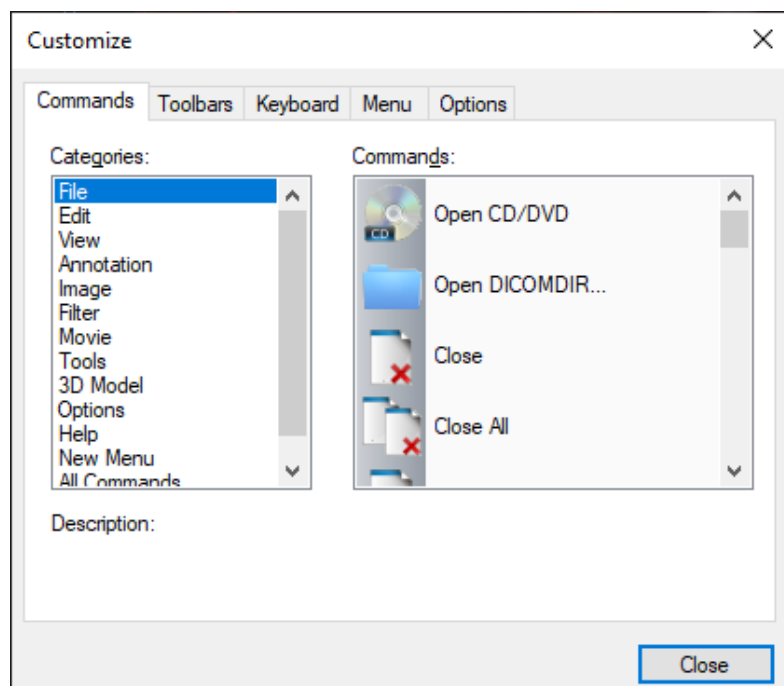 Customize
Commands Toolbars Keyboard Menu Options
Categories:
File
Edit
View
Annotation
Image
Filter
Movie
Tools
3D Model
Options
Help
New Menu
All Commands
Commands:
CD
Open CD/DVD
Open DICOMDIR...
Close
Close All
Description:
Close